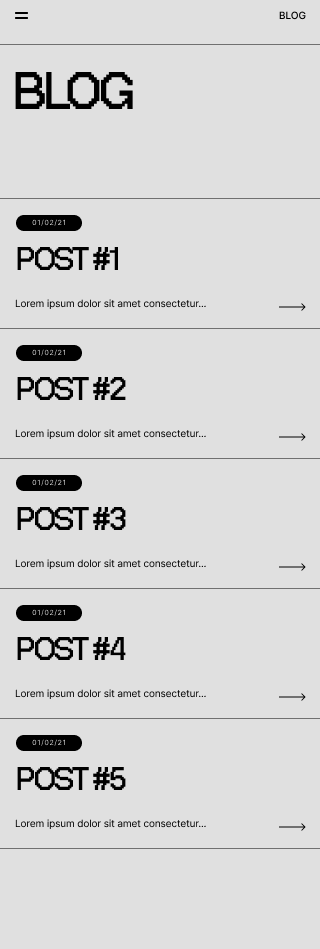 BLOG
BLOG
01/02/21
POST #1
Lorem ipsum dolor sit amet consectetur...
01/02/21
POST #2
Lorem ipsum dolor sit amet consectetur...
01/02/21
POST #3
Lorem ipsum dolor sit amet consectetur...
01/02/21
POST #4
Lorem ipsum dolor sit amet consectetur...
01/02/21
POST #5
Lorem ipsum dolor sit amet consectetur...